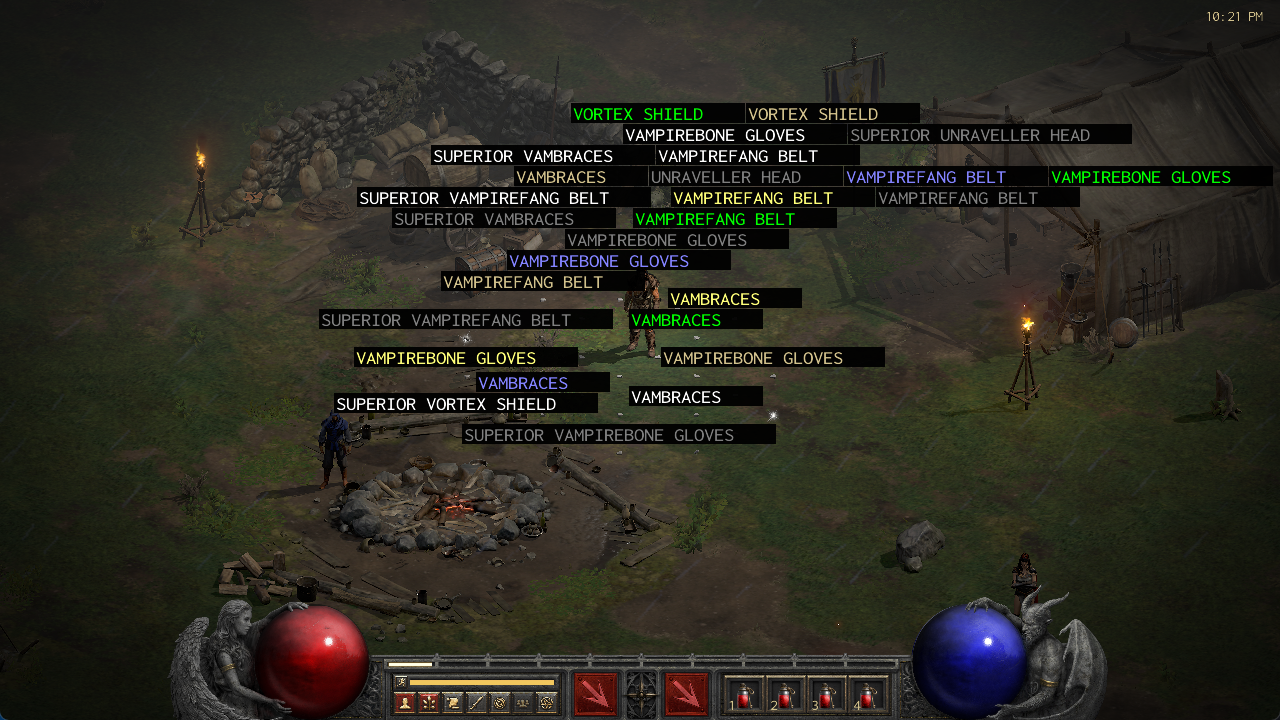 10:21 PM
VORTEX SHIELD VORTEX SHIELD
VAMPIREBONE GLOVES SUPERIOR UNRAVELLER HEAD
SUPERIOR VAMBRACES VAMPIREFANG BELT
VAMBRACES UNRAVELLER HEAD VAMPIREFANG BELT VAMPIREBONE GLOVES
SUPERIOR VAMPIREFANG BELT VAMPIREFANG BELT VAMPIREFANG BELT
SUPERIOR VAMBRACES VAMPIREFANG BELT
VAMPIREBONE GLOVES
VAMPIREBONE GLOVES
VAMPIREFANG BELT
VAMBRACES
SUPERIOR VAMPIREFANG BELT VAMBRACES
VAMPIREBONE GLOVES VAMPIREBONE GLOVES
VAMBRACES
VAMBRACES
SUPERIOR VORTEX SHIELD
SUPERIOR VAMPIREBONE GLOVES
1 2 3 4